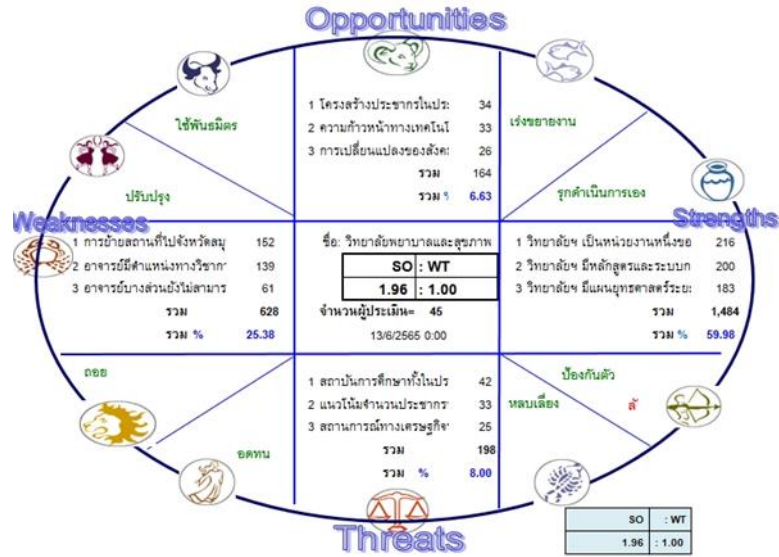 Opportunities
1 โครงสร้างประชากรในประ 34
2 ความก้าวหน้าทางเทคโนโ 33
3 การเปลี่ยนแปลงของสังค 26
รวม 164
รวม % 6.63
ใช้พันธมิตร
เร่งขยายงาน
ปรับปรุง
รุกดำเนินการเอง
Weaknesses
1 การย้ายสถานที่ไปจังหวัดสมุ 152
2 อาจารย์มีตำแหน่งทางวิชากา 139
3 อาจารย์บางส่วนยังไม่สามาร 61
รวม 628
รวม % 25.38
ชื่อ: วิทยาลัยพยาบาลและสุขภาพ
SO : WT
1.96 : 1.00
จำนวนผู้ประเมิน= 45
13/6/2565 0:00
Strengths
1 วิทยาลัยฯ เป็นหน่วยงานหนึ่งขอ 216
2 วิทยาลัยฯ มีหลักสูตรและระบบก 200
3 วิทยาลัยฯ มีแผนยุทธศาสตร์ระยะ 183
รวม 1,484
รวม % 59.98
ถอย
อดทน
1 สถาบันการศึกษาทั้งในปร 42
2 แนวโน้มจำนวนประชากร 33
3 สถานการณ์ทางเศรษฐกิจ 25
รวม 198
รวม % 8.00
ป้องกันตัว
หลบเลี่ยง
ลั
Threats
SO : WT
1.96 : 1.00